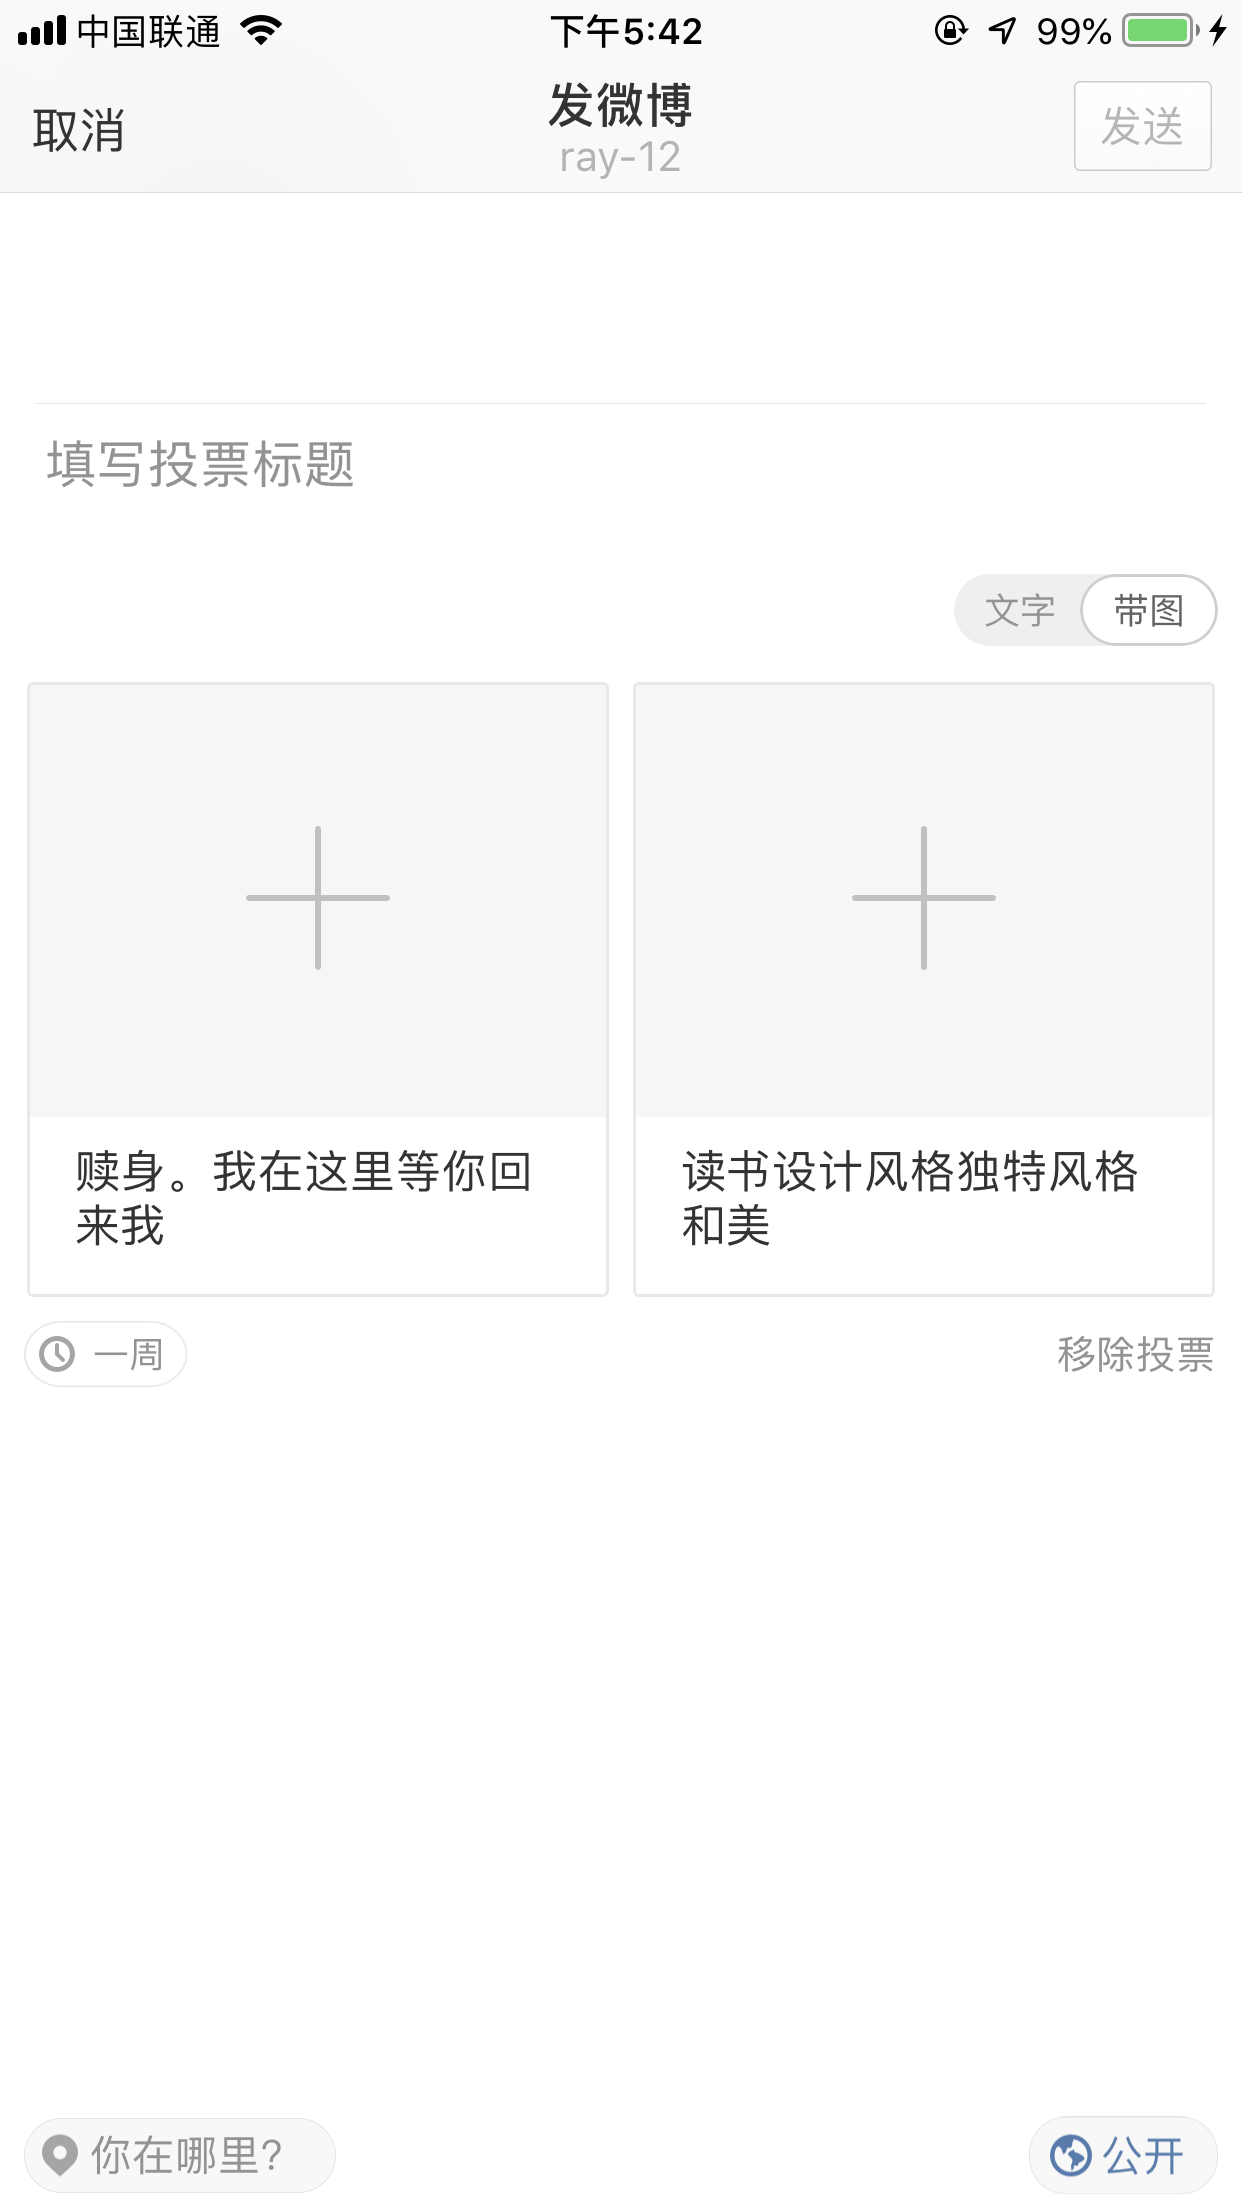 中国联通
下午5:42
99%
取消
发微博
ray-12
发送
填写投票标题
文字
带图
赎身。我在这里等你回
来我
读书设计风格独特风格
和美
一周
移除投票
你在哪里?
公开